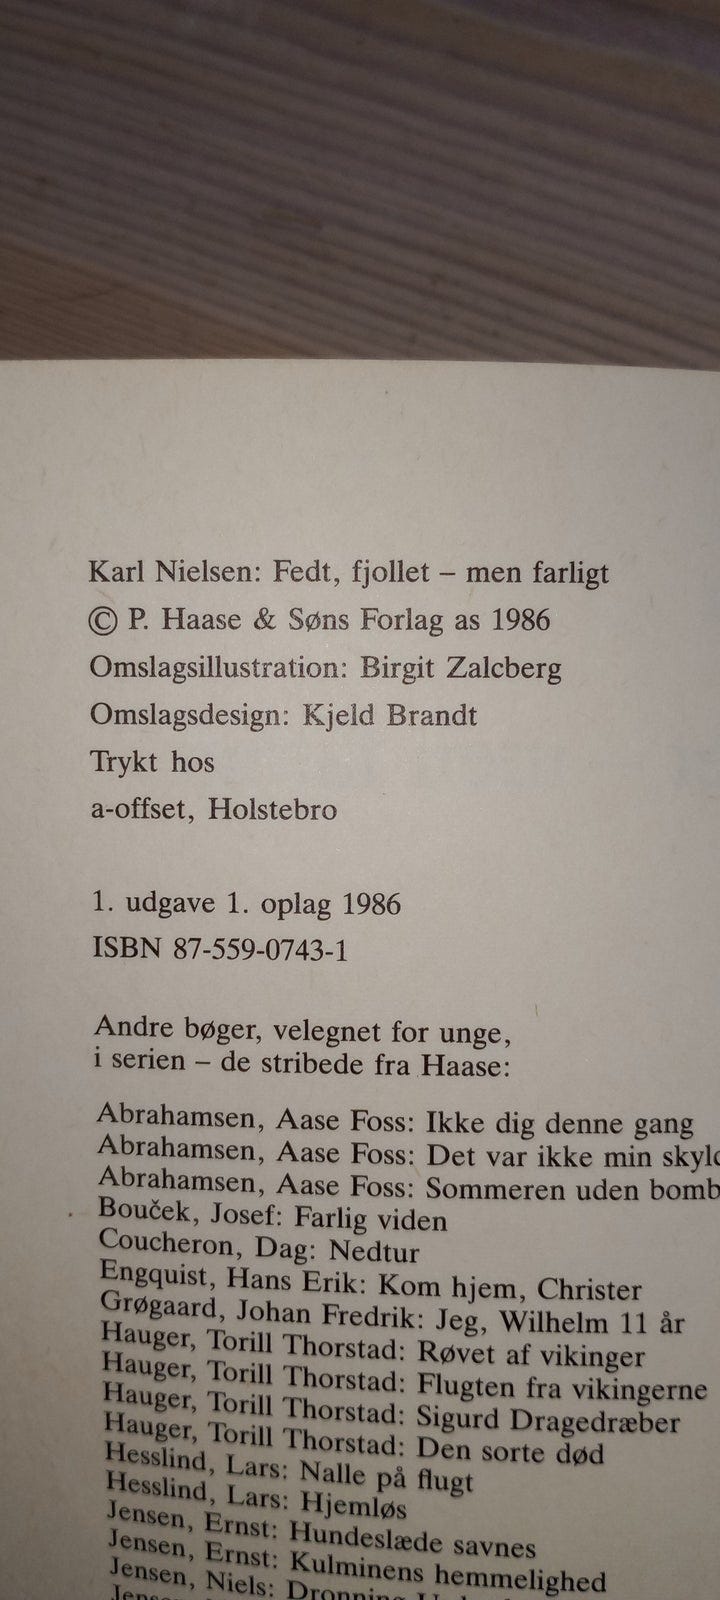 Karl Nielsen: Fedt, fjollet – men farligt
© P. Haase & Søns Forlag as 1986
Omslagsillustration: Birgit Zalcberg
Omslagsdesign: Kjeld Brandt
Trykt hos
a-offset, Holstebro
1. udgave 1. oplag 1986
ISBN 87-559-0743-1
Andre bøger, velegnet for unge,
i serien – de stribede fra Haase:
Abrahamsen, Aase Foss: Ikke dig denne gang
Abrahamsen, Aase Foss: Det var ikke min
Abrahamsen, Aase Foss: Sommeren uden
Bouček, Josef: Farlig viden
Coucheron, Dag: Nedtur
Engquist, Hans Erik: Kom hjem, Christer
Grøgaard, Johan Fredrik: Jeg, Wilhelm 11 år
Hauger, Torill Thorstad: Røvet af vikinger
Hauger, Torill Thorstad: Flugten fra vikingerne
Hauger, Torill Thorstad: Sigurd Dragedræber
Hauger, Torill Thorstad: Den sorte død
Hesslind, Lars: Nalle på flugt
Hesslind, Lars: Hjemløs
Jensen, Ernst: Hundeslæde savnes
Jensen, Ernst: Kulminens hemmelighed
Jensen, Niels: Dronning